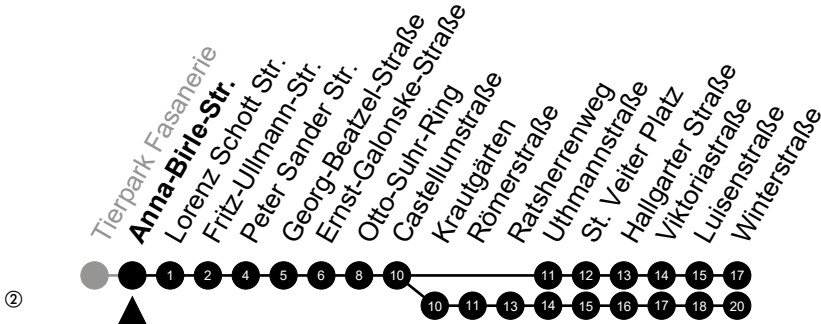 Tierpark Fasanerie
Anna-Birle-Str.
Lorenz Schott Str.
Fritz-Ullmann-Str.
Peter Sander Str.
Georg-Beatzel-Straße
Ernst-Galonske-Straße
Otto-Suhr-Ring
Castellumstraße
Krautgärten
Römerstraße
Ratsherrenweg
Uthmannstraße
St. Veiter Platz
Hallgarter Straße
Viktoriastraße
Luisenstraße
Winterstraße
1 2 4 5 6 8 10 11 12 13 14 15 17
② 10 11 13 14 15 16 17 18 20